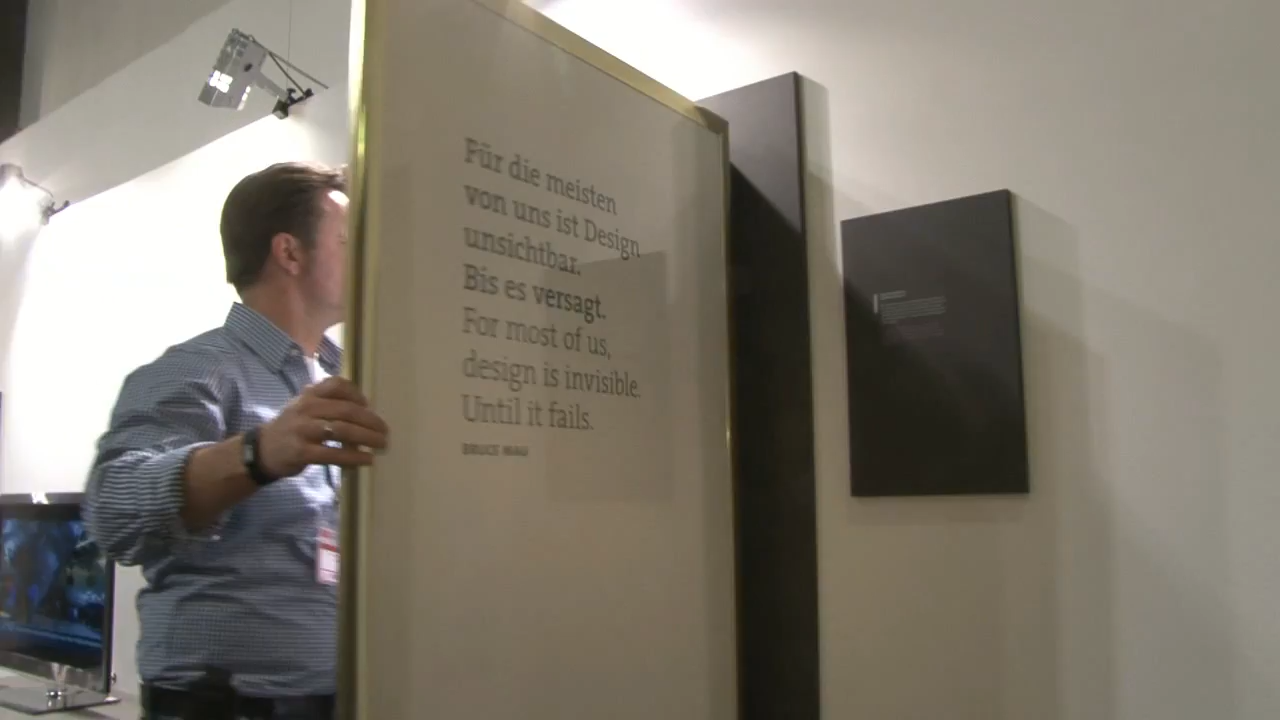 Für die meisten
von uns ist Design
unsichtbar.
Bis es versagt.
For most of us,
design is invisible.
Until it fails.
BRUCE MAU